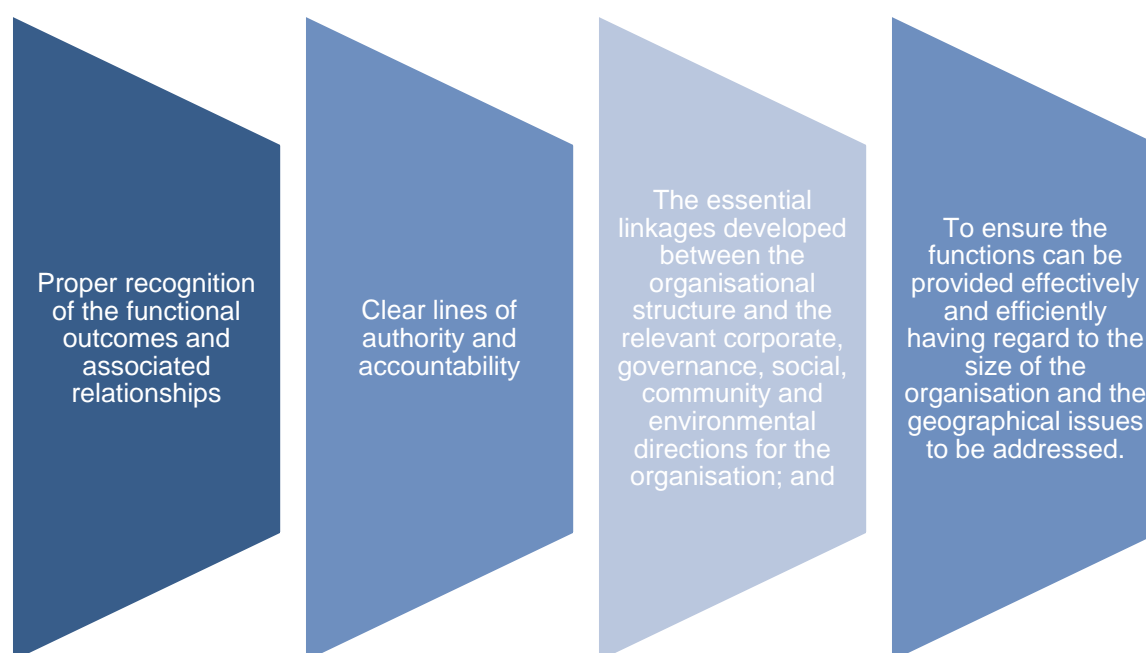 Proper recognition
of the functional
outcomes and
associated
relationships
Clear lines of
authority and
accountability
The essential
linkages developed
between the
organisational
structure and the
relevant corporate,
governance, social,
community and
environmental
directions for the
organisation; and
To ensure the
functions can be
provided effectively
and efficiently
having regard to the
size of the
organisation and the
geographical issues
to be addressed.